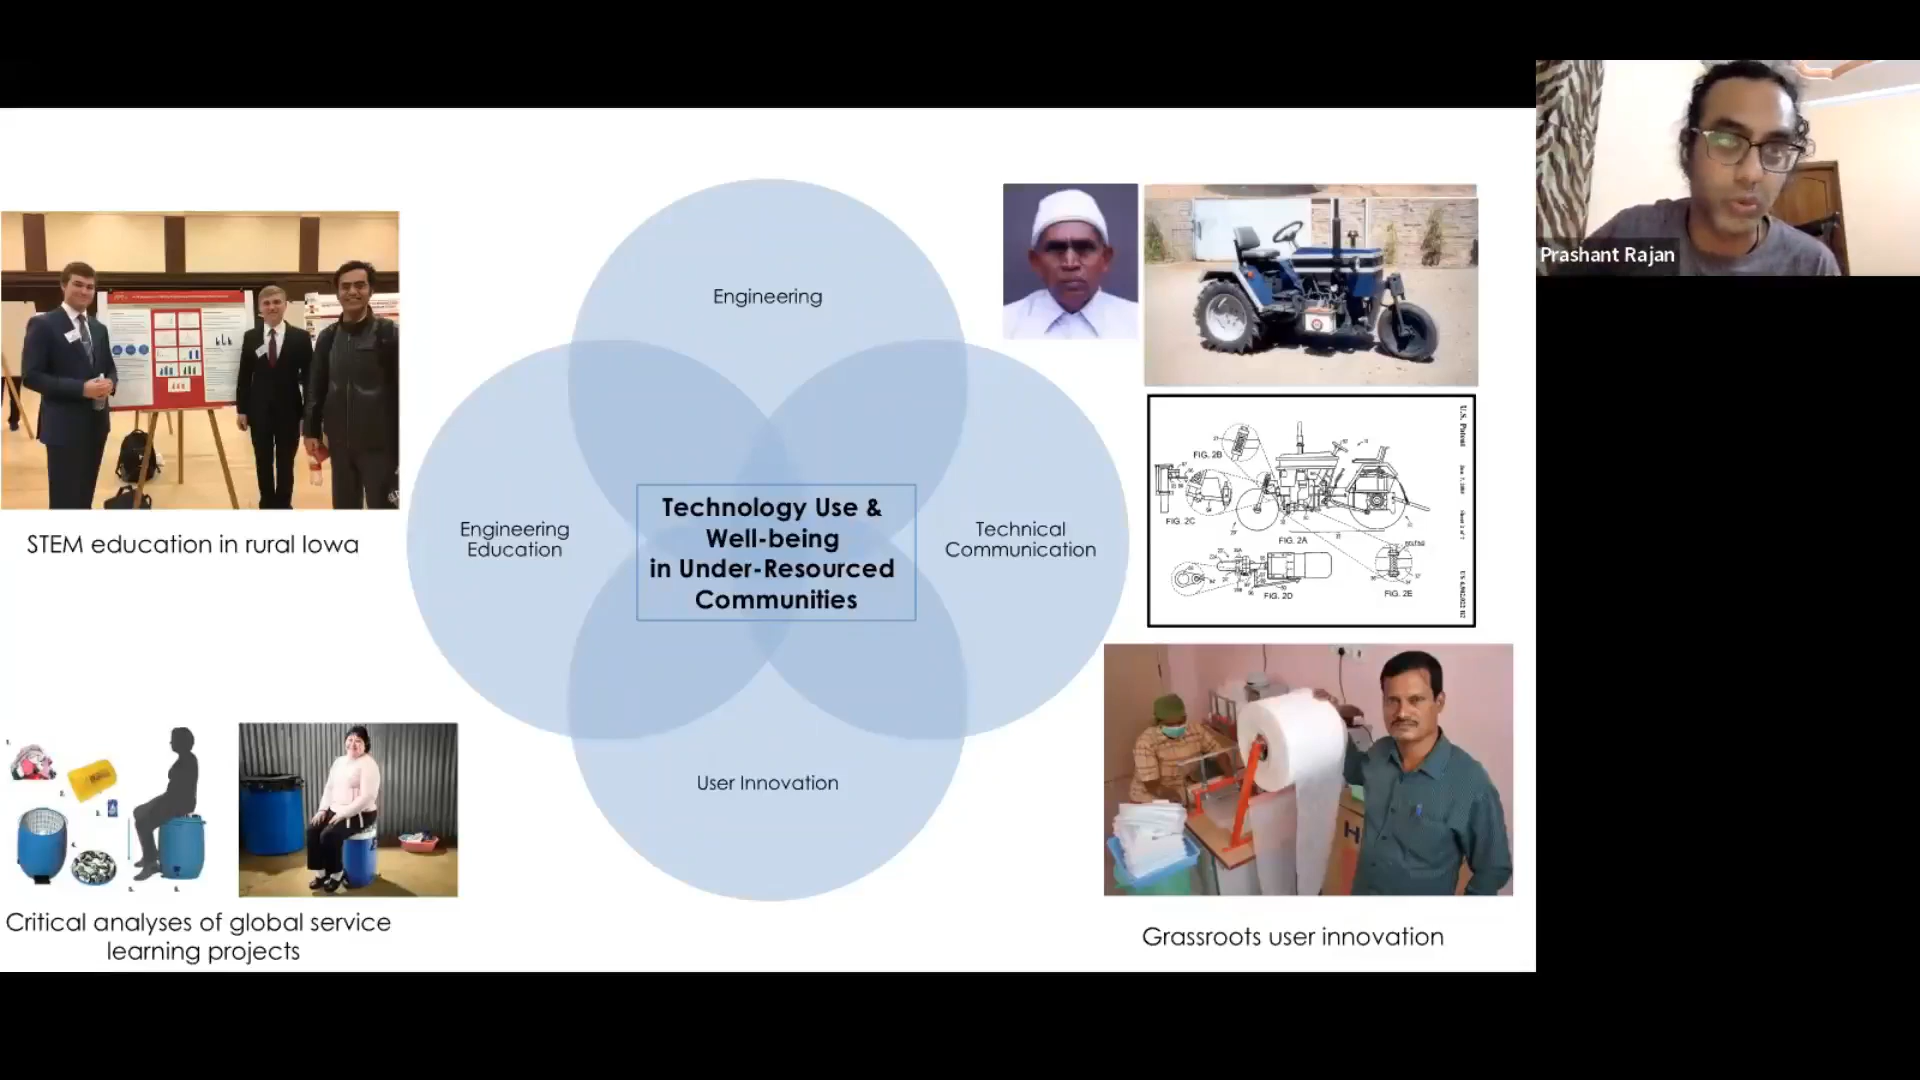 Prashant Rajan
Engineering
Engineering
Education
Technology Use &
Well-being
in Under-Resourced
Communities
Technical
Communication
User Innovation
STEM education in rural Iowa
Critical analyses of global service
learning projects
U.S. Patent
FIG. 2B
FIG. 2C
FIG. 2A
FIG. 2D
FIG. 2E
Grassroots user innovation